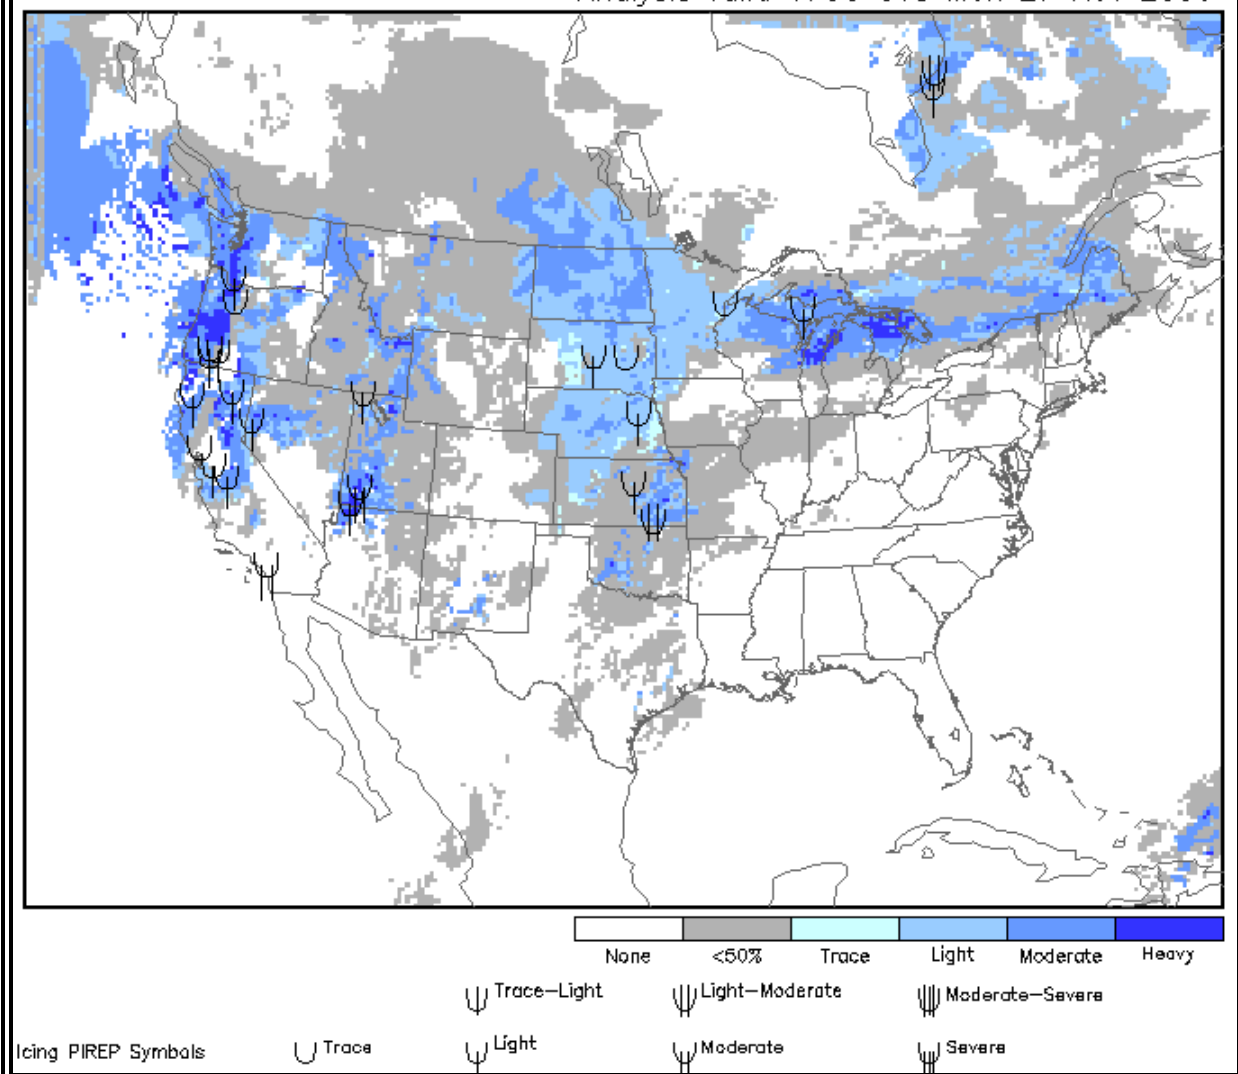 None <50% Trace Light Moderate Heavy
Trace-Light Light-Moderate Moderate-Severe
Icing PIREP Symbols Trace Light Moderate Severe